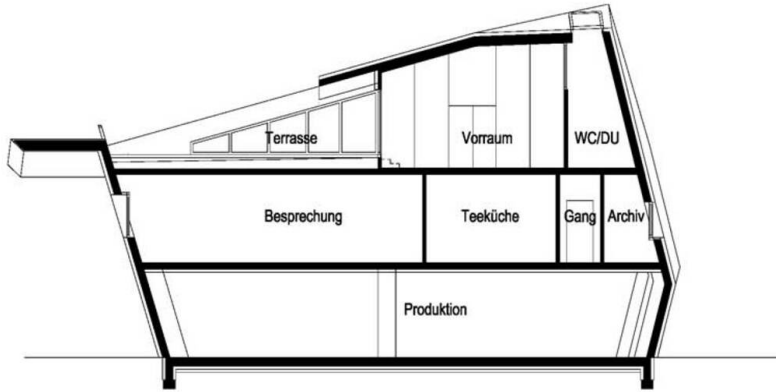 Terrasse
Vorraum
WC/DU
Besprechung
Teeküche
Gang
Archiv
Produktion